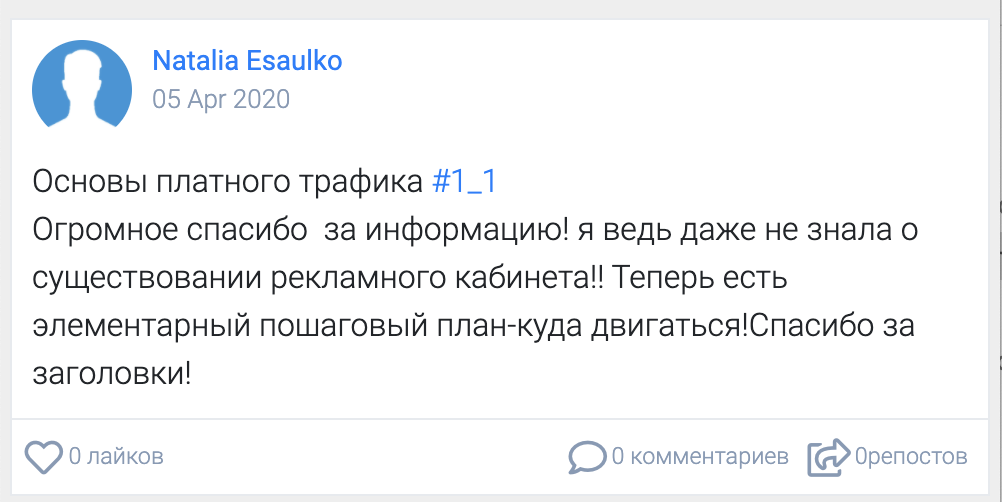 Natalia Esaulko
05 Apr 2020
Основы платного трафика #1_1
Огромное спасибо  за информацию! я ведь даже не знала о
существовании рекламного кабинета!! Теперь есть
элементарный пошаговый план-куда двигаться!Спасибо за
заголовки!
0 лайков 0 комментариев 0репостов